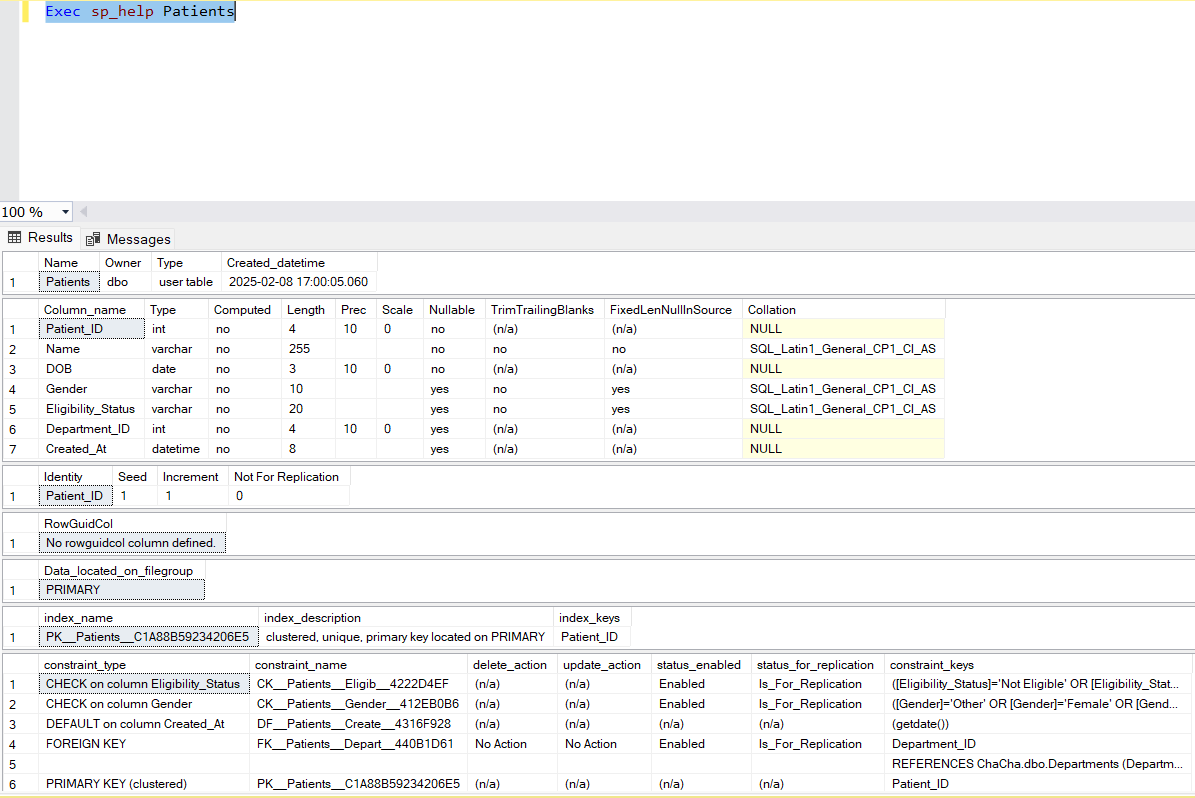 Exec sp_help Patients
100 %
Results Messages
Name Owner Type Created_datetime
1 Patients dbo user table 2025-02-08 17:00:05.060
Column_name Type Computed Length Prec Scale Nullable TrimTrailingBlanks FixedLenNullInSource Collation
1 Patient_ID int no 4 10 0 no (n/a) (n/a) NULL
2 Name varchar no 255 no no no SQL_Latin1_General_CP1_CI_AS
3 DOB date no 3 10 0 no (n/a) (n/a) NULL
4 Gender varchar no 10 yes no yes SQL_Latin1_General_CP1_CI_AS
5 Eligibility_Status varchar no 20 yes no yes SQL_Latin1_General_CP1_CI_AS
6 Department_ID int no 4 10 0 yes (n/a) (n/a) NULL
7 Created_At datetime no 8 yes (n/a) (n/a) NULL
Identity Seed Increment Not For Replication
1 Patient_ID 1 1 0
RowGuidCol
1 No rowguidcol column defined.
Data_located_on_filegroup
1 PRIMARY
index_name index_description index_keys
1 PK__Patients__C1A88B59234206E5 clustered, unique, primary key located on PRIMARY Patient_ID
constraint_type constraint_name delete_action update_action status_enabled status_for_replication constraint_keys
1 CHECK on column Eligibility_Status CK__Patients__Eligib__4222D4EF (n/a) (n/a) Enabled Is_For_Replication ([Eligibility_Status]='Not Eligible' OR [Eligibility_Stat...
2 CHECK on column Gender CK__Patients__Gender__412EB0B6 (n/a) (n/a) Enabled Is_For_Replication ([Gender]='Other' OR [Gender]='Female' OR [Gend...
3 DEFAULT on column Created_At DF__Patients__Create__4316F928 (n/a) (n/a) (n/a) (n/a) (getdate())
4 FOREIGN KEY FK__Patients__Depart__440B1D61 No Action No Action Enabled Is_For_Replication Department_ID
5 REFERENCES ChaCha.dbo.Departments (Departm...
6 PRIMARY KEY (clustered) PK__Patients__C1A88B59234206E5 (n/a) (n/a) (n/a) (n/a) Patient_ID